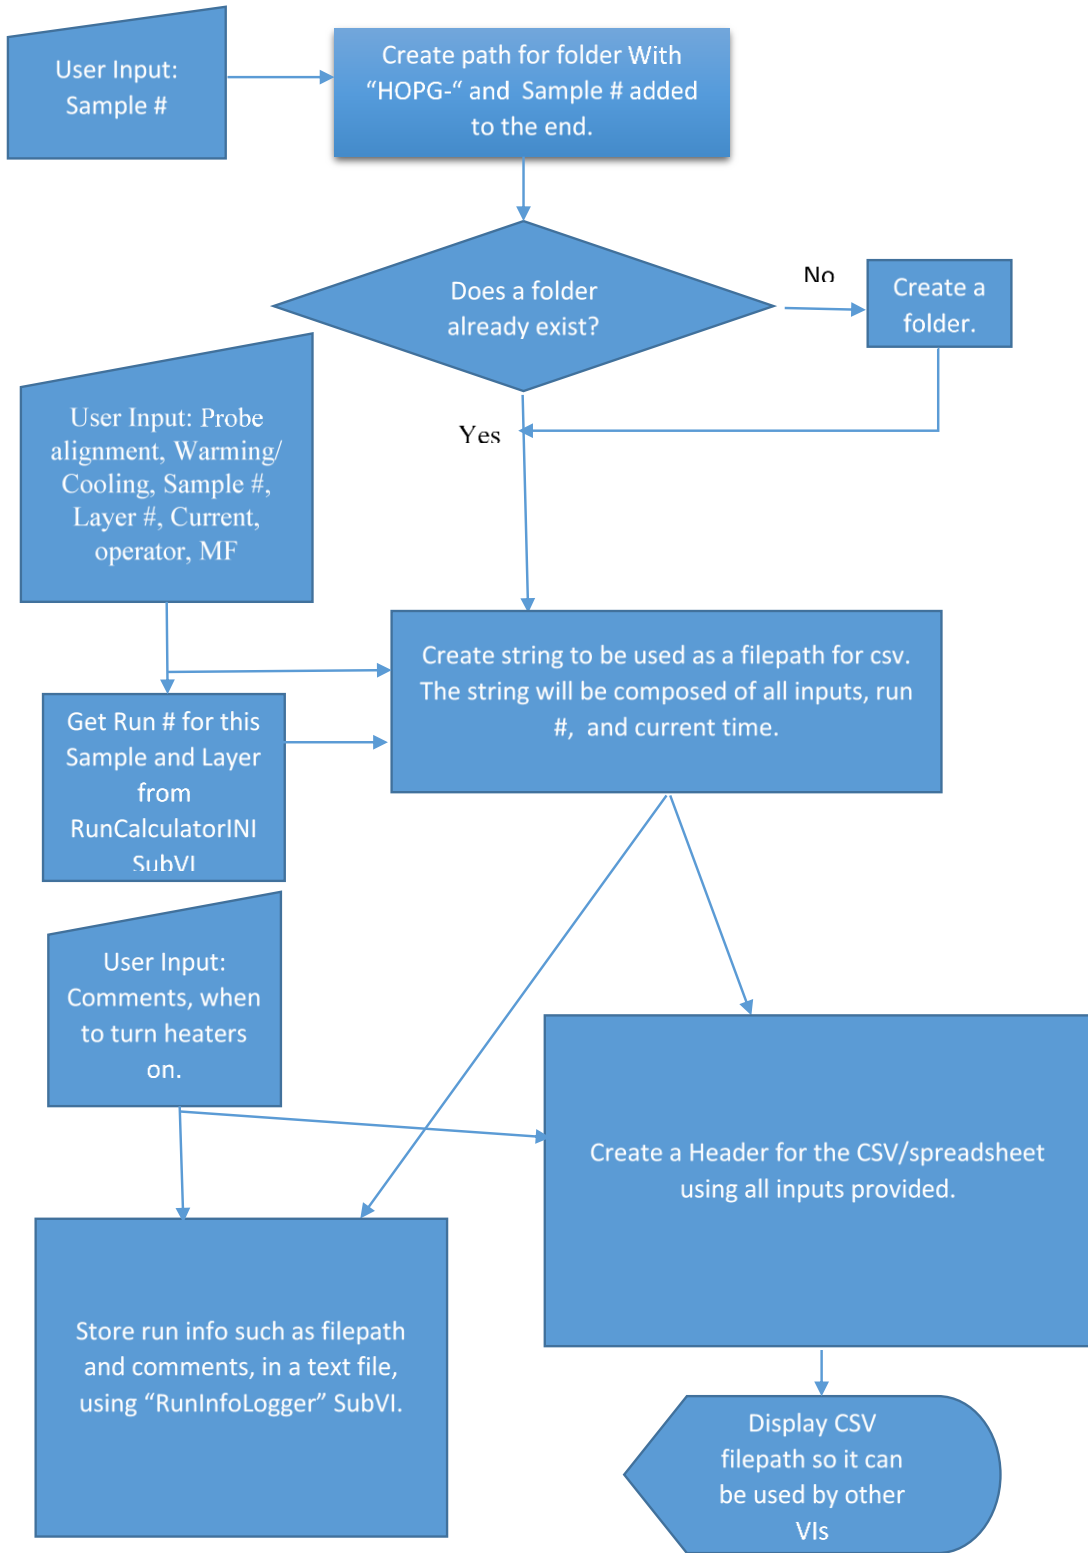 User Input:
Sample #
Create path for folder With
“HOPG-“ and Sample # added
to the end.
Does a folder
already exist?
No
Create a
folder.
Yes
User Input: Probe
alignment, Warming/
Cooling, Sample #,
Layer #, Current,
operator, MF
Create string to be used as a filepath for csv.
The string will be composed of all inputs, run
#, and current time.
Get Run # for this
Sample and Layer
from
RunCalculatorINI
SubVI
User Input:
Comments, when
to turn heaters
on.
Create a Header for the CSV/spreadsheet
using all inputs provided.
Store run info such as filepath
and comments, in a text file,
using “RunInfoLogger” SubVI.
Display CSV
filepath so it can
be used by other
VIs